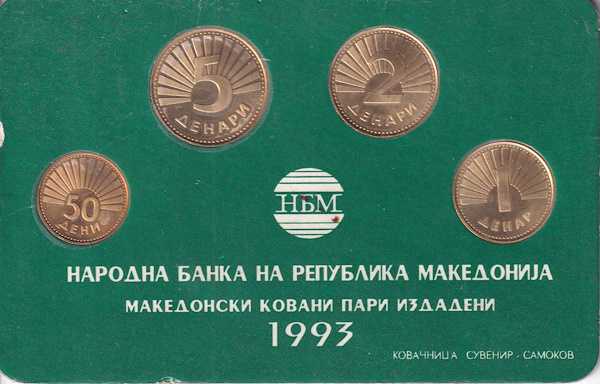 5
ДЕНАРИ
2
ДЕНАРИ
50
ДЕНИ
1
ДЕНАР
НБМ
НАРОДНА БАНКА НА РЕПУБЛИКА МАКЕДОНИЈА
МАКЕДОНСКИ КОВАНИ ПАРИ ИЗДАДЕНИ
1993
КОВАЧНИЦА СУВЕНИР - САМОКОВ